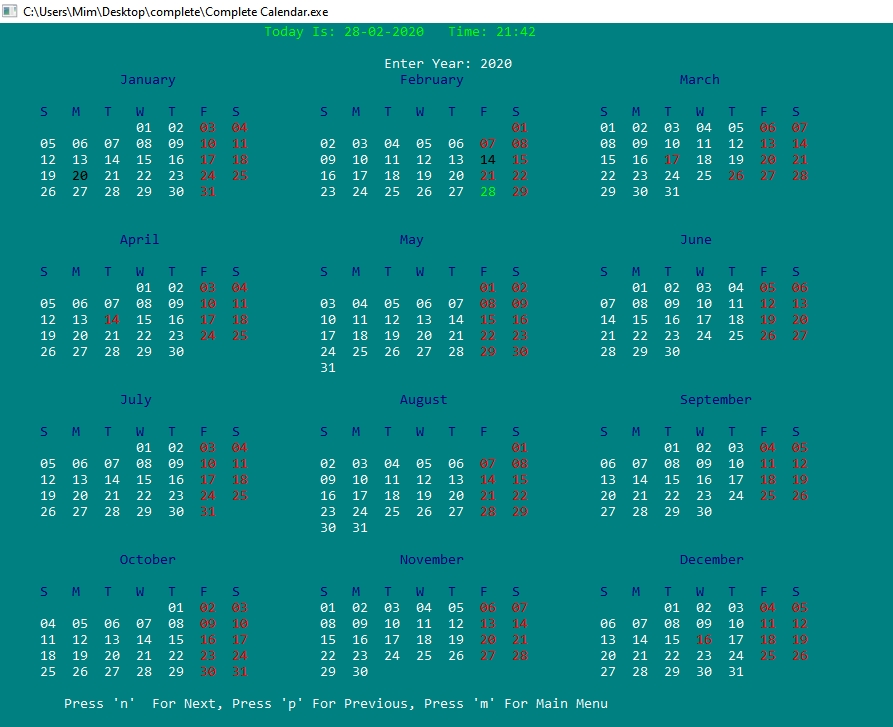 C:\Users\Mim\Desktop\complete\Complete Calendar.exe
Today Is: 28-02-2020 Time: 21:42
Enter Year: 2020
January February March
S M T W T F S S M T W T F S S M T W T F S
01 02 03 04 01 01 02 03 04 05 06 07
05 06 07 08 09 10 11 02 03 04 05 06 07 08 08 09 10 11 12 13 14
12 13 14 15 16 17 18 09 10 11 12 13 14 15 15 16 17 18 19 20 21
19 20 21 22 23 24 25 16 17 18 19 20 21 22 22 23 24 25 26 27 28
26 27 28 29 30 31 23 24 25 26 27 28 29 29 30 31
April May June
S M T W T F S S M T W T F S S M T W T F S
01 02 03 04 01 02 01 02 03 04 05 06
05 06 07 08 09 10 11 03 04 05 06 07 08 09 07 08 09 10 11 12 13
12 13 14 15 16 17 18 10 11 12 13 14 15 16 14 15 16 17 18 19 20
19 20 21 22 23 24 25 17 18 19 20 21 22 23 21 22 23 24 25 26 27
26 27 28 29 30 24 25 26 27 28 29 30 28 29 30
31
July August September
S M T W T F S S M T W T F S S M T W T F S
01 02 03 04 01 01 02 03 04 05
05 06 07 08 09 10 11 02 03 04 05 06 07 08 06 07 08 09 10 11 12
12 13 14 15 16 17 18 09 10 11 12 13 14 15 13 14 15 16 17 18 19
19 20 21 22 23 24 25 16 17 18 19 20 21 22 20 21 22 23 24 25 26
26 27 28 29 30 31 23 24 25 26 27 28 29 27 28 29 30
30 31
October November December
S M T W T F S S M T W T F S S M T W T F S
01 02 03 01 02 03 04 05 06 07 01 02 03 04 05
04 05 06 07 08 09 10 08 09 10 11 12 13 14 06 07 08 09 10 11 12
11 12 13 14 15 16 17 15 16 17 18 19 20 21 13 14 15 16 17 18 19
18 19 20 21 22 23 24 22 23 24 25 26 27 28 20 21 22 23 24 25 26
25 26 27 28 29 30 31 29 30 27 28 29 30 31
Press 'n' For Next, Press 'p' For Previous, Press 'm' For Main Menu